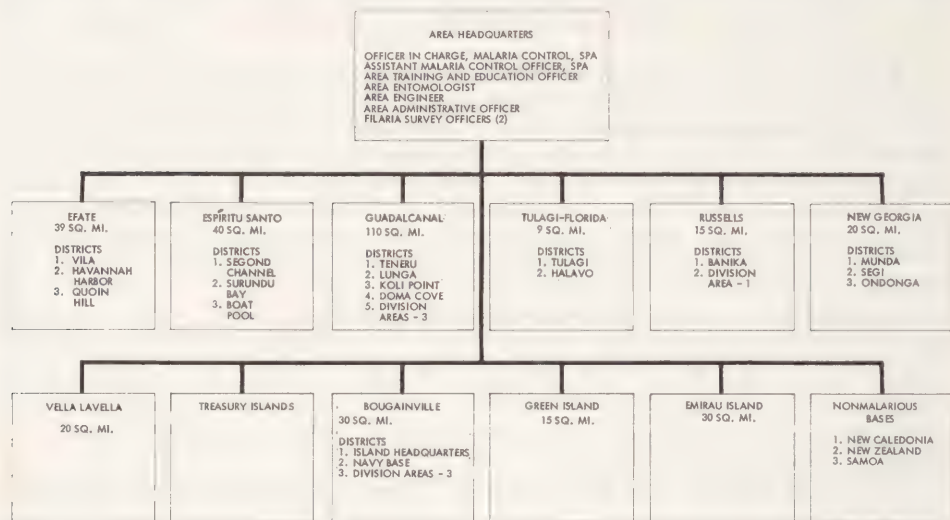 AREA HEADQUARTERS
OFFICER IN CHARGE, MALARIA CONTROL, SPA
ASSISTANT MALARIA CONTROL OFFICER, SPA
AREA TRAINING AND EDUCATION OFFICER
AREA ENTOMOLOGIST
AREA ENGINEER
AREA ADMINISTRATIVE OFFICER
FILARIA SURVEY OFFICERS (2)
EFATE
39 SQ. MI.
DISTRICTS
1. VILA
2. HAVANNAH
HARBOR
3. QUOIN
HILL
ESPÍRITU SANTO
40 SQ. MI.
DISTRICTS
1. SEGOND
CHANNEL
2. SURUNDU
BAY
3. BOAT
POOL
GUADALCANAL
110 SQ. MI.
DISTRICTS
1. TENERU
2. LUNGA
3. KOLI POINT
4. DOMA COVE
5. DIVISION
AREAS - 3
TULAGI-FLORIDA
9 SQ. MI.
DISTRICTS
1. TULAGI
2. HALAVO
RUSSELLS
15 SQ. MI.
DISTRICTS
1. BANIKA
2. DIVISION
AREA - 1
NEW GEORGIA
20 SQ. MI.
DISTRICTS
1. MUNDA
2. SEGI
3. ONDONGA
VELLA LAVELLA
20 SQ. MI.
TREASURY ISLANDS
BOUGAINVILLE
30 SQ. MI.
DISTRICTS
1. ISLAND HEADQUARTERS
2. NAVY BASE
3. DIVISION AREAS - 3
GREEN ISLAND
15 SQ. MI.
EMIRAU ISLAND
30 SQ. MI.
NONMALARIOUS
BASES
1. NEW CALEDONIA
2. NEW ZEALAND
3. SAMOA